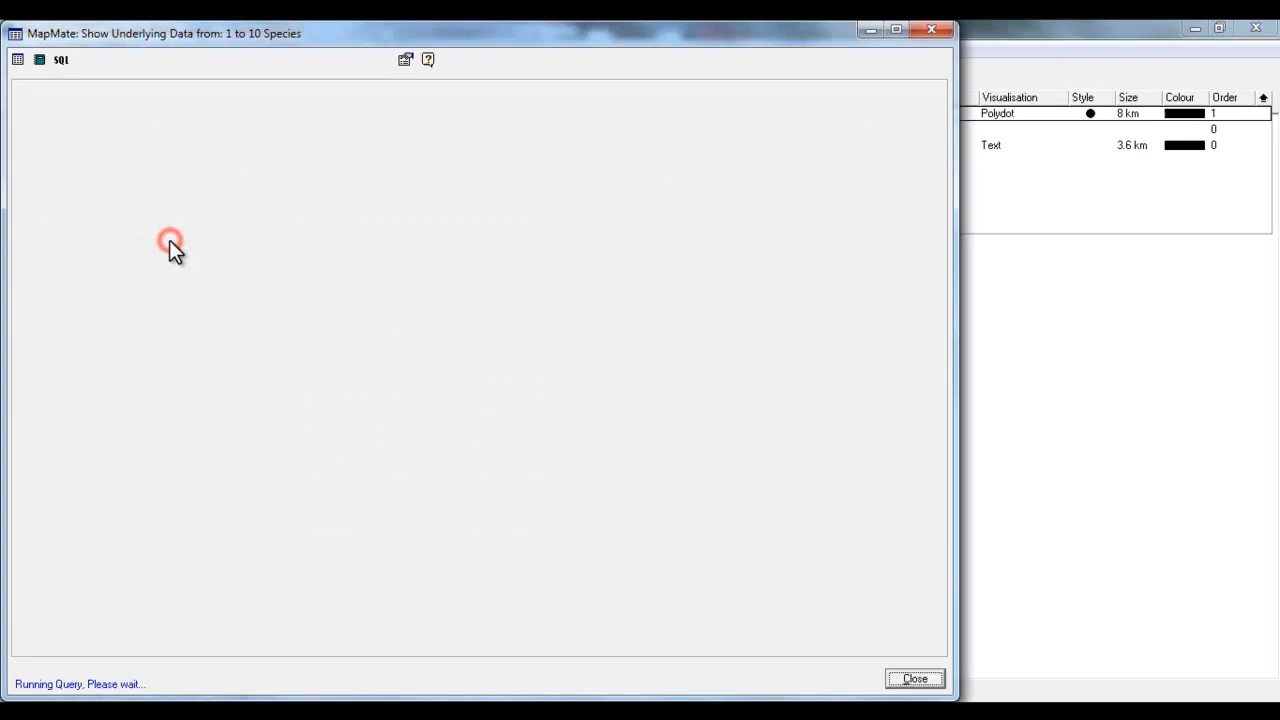 MapMate: Show Underlying Data from: 1 to 10 Species
SQL
Visualisation Style Size Colour Order
Polydot 8 km 1
0
Text 3.6 km 0
Running Query, Please wait...
Close